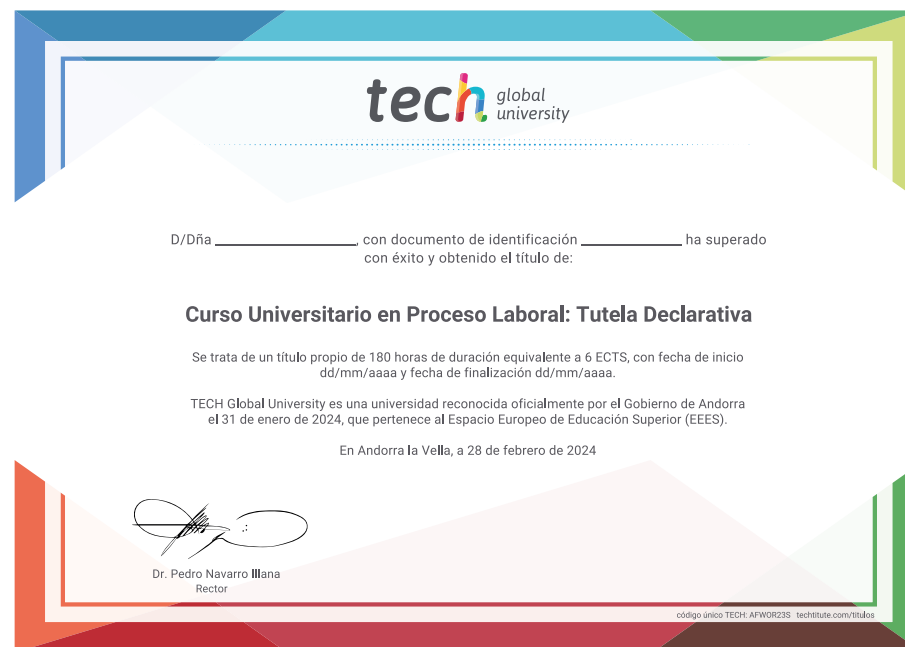 tech global university
D/Dña ____________________, con documento de identificación ______________ ha superado
con éxito y obtenido el título de:
Curso Universitario en Proceso Laboral: Tutela Declarativa
Se trata de un título propio de 180 horas de duración equivalente a 6 ECTS, con fecha de inicio
dd/mm/aaaa y fecha de finalización dd/mm/aaaa.
TECH Global University es una universidad reconocida oficialmente por el Gobierno de Andorra
el 31 de enero de 2024, que pertenece al Espacio Europeo de Educación Superior (EEES).
En Andorra la Vella, a 28 de febrero de 2024
Dr. Pedro Navarro Illana
Rector
código único TECH: AFWOR23S techtitute.com/titulos